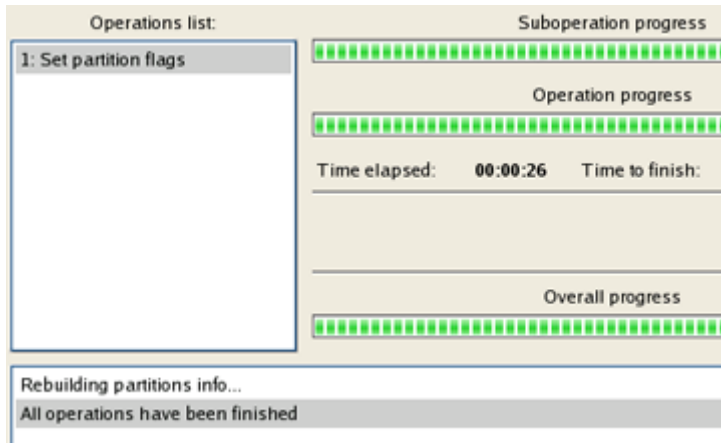 Operations list:
1: Set partition flags
Suboperation progress
Operation progress
Time elapsed: 00:00:26 Time to finish:
Overall progress
Rebuilding partitions info...
All operations have been finished